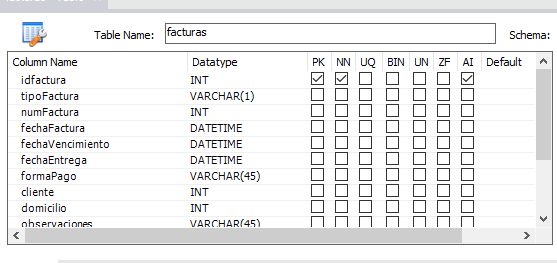 Table Name: facturas Schema:
Column Name Datatype PK NN UQ BIN UN ZF AI Default
idfactura INT
tipoFactura VARCHAR(1)
numFactura INT
fechaFactura DATETIME
fechaVencimiento DATETIME
fechaEntrega DATETIME
formaPago VARCHAR(45)
cliente INT
domicilio INT
observaciones VARCHAR(45)